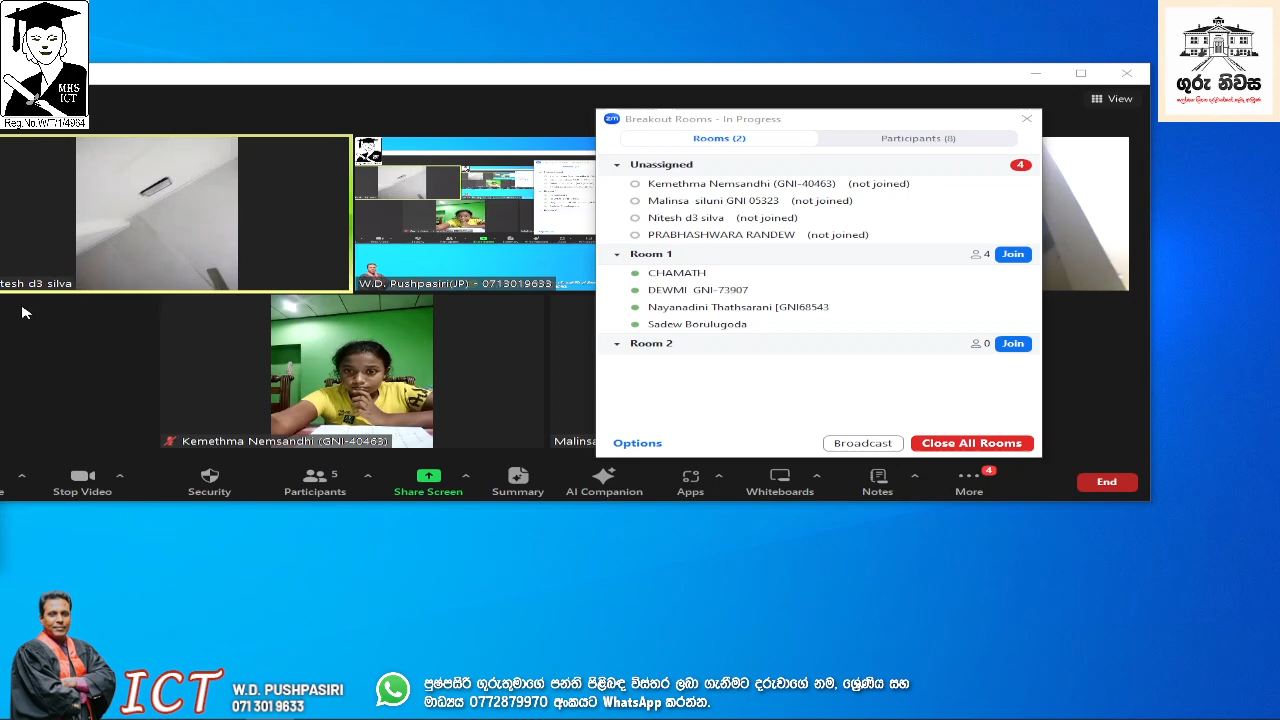 MHS
ICT
Reg.No.W/71/4994
ගුරු නිවස
View
Breakout Rooms - In Progress
Rooms (2)
Participants (8)
Unassigned
4
Kemethma Nemsandhi (GNI-40463) (not joined)
Malinsa siluni GNI 05323 (not joined)
Nitesh d3 silva (not joined)
PRABHASHWARA RANDEW (not joined)
Room 1
4
Join
CHAMATH
DEWMI GNI-73907
Nayanadini Thathsarani [GNI68543
Sadew Borulugoda
Room 2
0
Join
Options
Broadcast
Close All Rooms
tesh d3 silva
W.D. Pushpasiri(JP) - 0713019633
Kemethma Nemsandhi (GNI-40463)
Malinsa
Stop Video
Security
Participants
5
Share Screen
Summary
AI Companion
Apps
Whiteboards
Notes
More
4
End
ICT
W.D. PUSHPASIRI
071 301 9633
පුෂ්පසිරි ගුරුතුමාගේ පන්ති පිළිබඳ විස්තර ලබා ගැනීමට දරුවාගේ නම, ශ්‍රේණිය සහ
මාධ්‍යය 0772879970 අංකයට WhatsApp කරන්න.